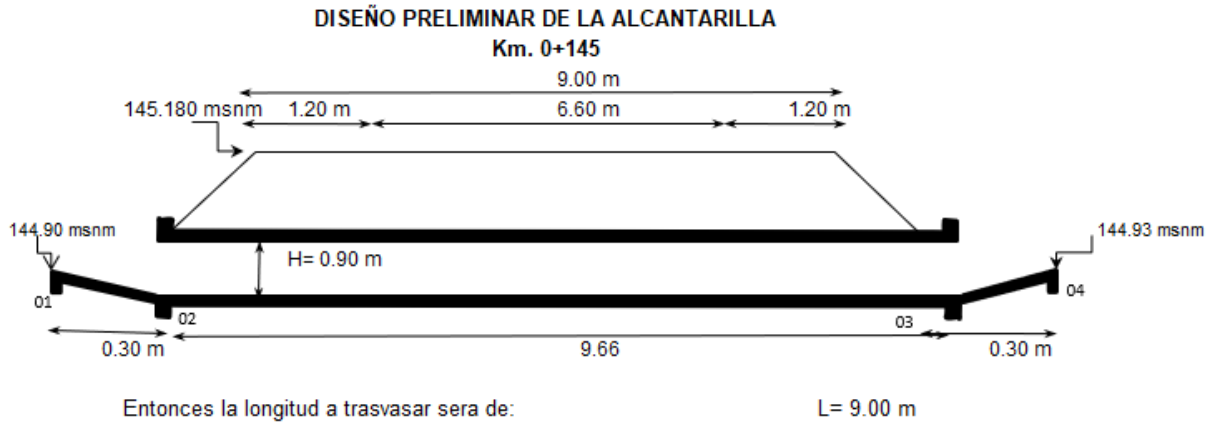 DISEÑO PRELIMINAR DE LA ALCANTARILLA
Km. 0+145
9.00 m
145.180 msnm 1.20 m 6.60 m 1.20 m
144.90 msnm 144.93 msnm
H= 0.90 m
01 04
02 03
0.30 m 9.66 0.30 m
Entonces la longitud a trasvasar sera de: L= 9.00 m